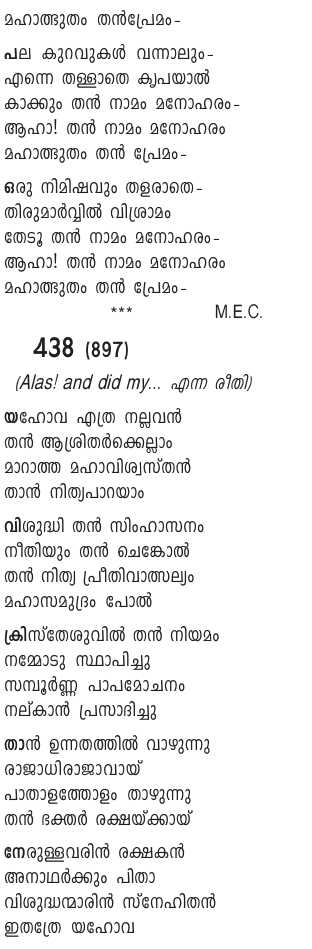 മഹാത്ഭുതം തൻപ്രേമം-
പല കുറവുകൾ വന്നാലും-
എന്നെ തള്ളാതെ കൃപയാൽ
കാക്കും തൻ നാമം മനോഹരം-
ആഹാ! തൻ നാമം മനോഹരം
മഹാത്ഭുതം തൻ പ്രേമം-
ഒരു നിമിഷവും തളരാതെ-
തിരുമാർവ്വിൽ വിശ്രാമം
തേടൂ തൻ നാമം മനോഹരം-
ആഹാ! തൻ നാമം മനോഹരം
മഹാത്ഭുതം തൻ പ്രേമം-
*** M.E.C.
438 (897)
(Alas! and did my... എന്ന രീതി)
യഹോവ എത്ര നല്ലവൻ
തൻ ആശ്രിതർക്കെല്ലാം
മാറാത്ത മഹാവിശ്വസ്തൻ
താൻ നിത്യപാറയാം
വിശുദ്ധി തൻ സിംഹാസനം
നീതിയും തൻ ചെങ്കോൽ
തൻ നിത്യ പ്രീതിവാത്സല്യം
മഹാസമുദ്രം പോൽ
ക്രിസ്തേശുവിൽ തൻ നിയമം
നമ്മോടു സ്ഥാപിച്ചു
സമ്പൂർണ്ണ പാപമോചനം
നല്കാൻ പ്രസാദിച്ചു
താൻ ഉന്നതത്തിൽ വാഴുന്നു
രാജാധിരാജാവായ്
പാതാളത്തോളം താഴുന്നു
തൻ ഭക്തർ രക്ഷയ്ക്കായ്
നേരുള്ളവരിൻ രക്ഷകൻ
അനാഥർക്കും പിതാ
വിശുദ്ധന്മാരിൻ സ്നേഹിതൻ
ഇതത്രേ യഹോവ